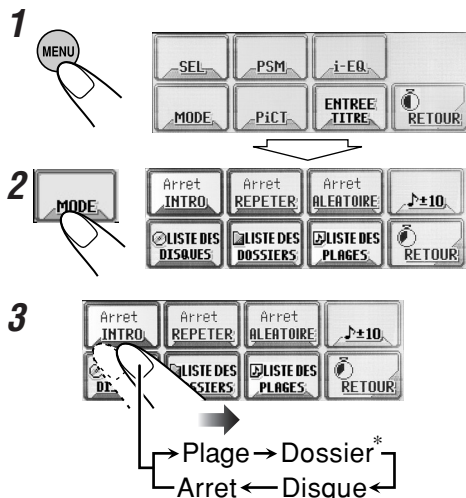 1
MENU
SEL PSM i-EQ
MODE PiCT ENTREE TITRE RETOUR
2
MODE
Arret INTRO Arret REPETER Arret ALEATOIRE ♪±10
LISTE DES DISQUES LISTE DES DOSSIERS LISTE DES PLAGES RETOUR
3
Arret INTRO Arret REPETER Arret ALEATOIRE ♪±10
DI SSIERS LISTE DES PLAGES RETOUR
→Plage→Dossier*
Arret←Disque←